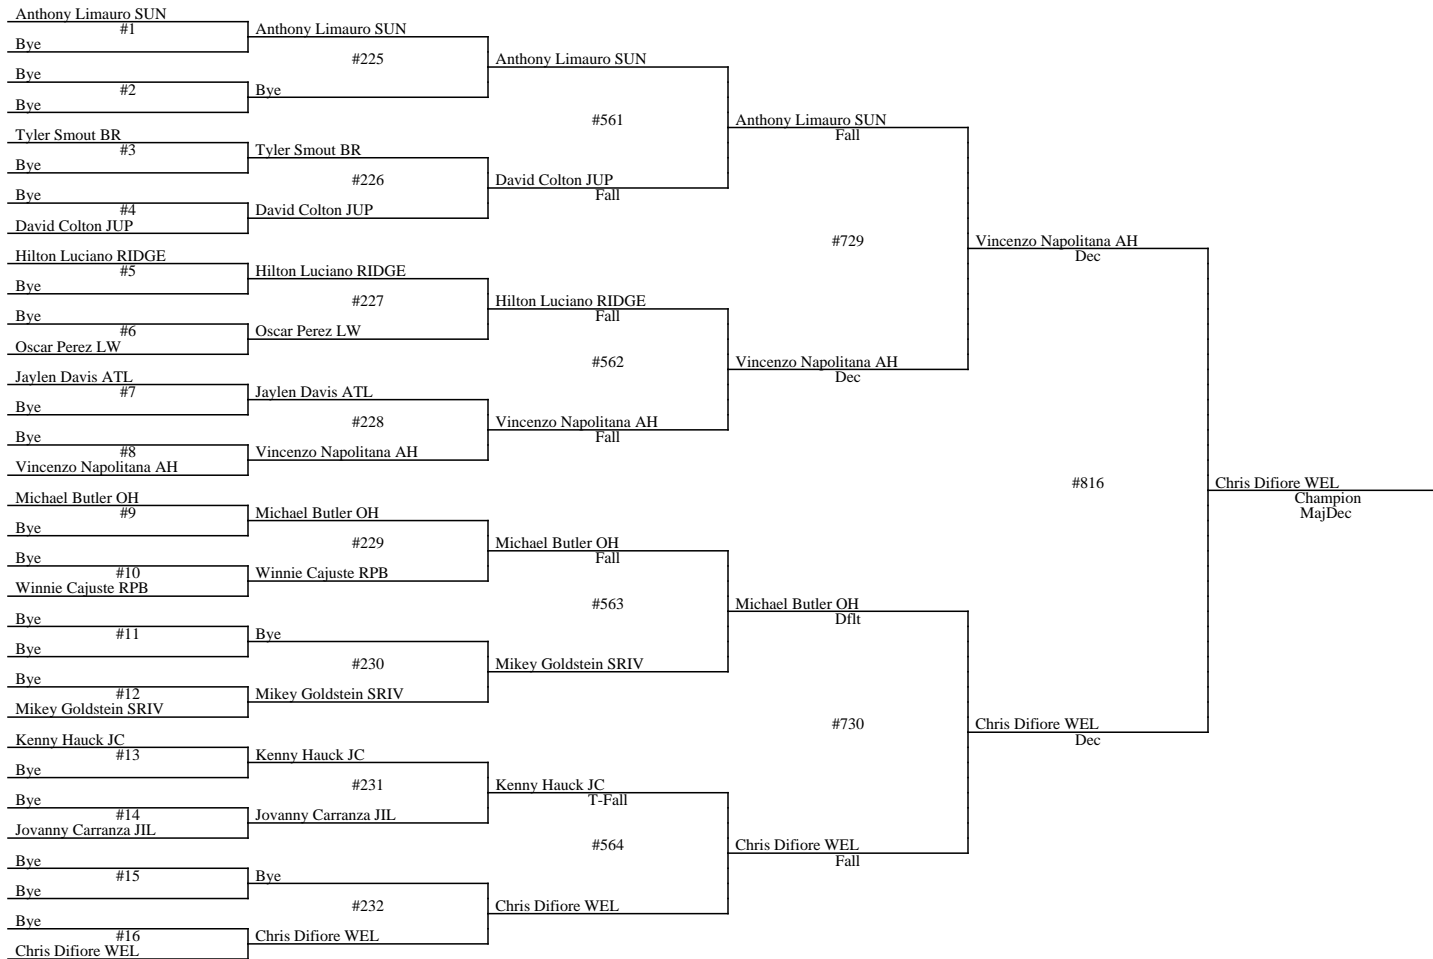 Anthony Limauro SUN
#1
Bye
Bye
#2
Bye
Tyler Smout BR
#3
Bye
Bye
#4
David Colton JUP
Hilton Luciano RIDGE
#5
Bye
Bye
#6
Oscar Perez LW
Jaylen Davis ATL
#7
Bye
Bye
#8
Vincenzo Napolitana AH
Michael Butler OH
#9
Bye
Bye
#10
Winnie Cajuste RPB
Bye
#11
Bye
Bye
#12
Mikey Goldstein SRIV
Kenny Hauck JC
#13
Bye
Bye
#14
Jovanny Carranza JIL
Bye
#15
Bye
Bye
#16
Chris Difiore WEL
Anthony Limauro SUN
#225
Bye
Tyler Smout BR
#226
David Colton JUP
Hilton Luciano RIDGE
#227
Oscar Perez LW
Jaylen Davis ATL
#228
Vincenzo Napolitana AH
Michael Butler OH
#229
Winnie Cajuste RPB
Bye
#230
Mikey Goldstein SRIV
Kenny Hauck JC
#231
Jovanny Carranza JIL
Bye
#232
Chris Difiore WEL
Anthony Limauro SUN
#561
David Colton JUP
Fall
Hilton Luciano RIDGE
Fall
#562
Vincenzo Napolitana AH
Fall
Michael Butler OH
Fall
#563
Mikey Goldstein SRIV
Kenny Hauck JC
T-Fall
#564
Chris Difiore WEL
Anthony Limauro SUN
Fall
#729
Vincenzo Napolitana AH
Dec
Michael Butler OH
Dflt
#730
Chris Difiore WEL
Fall
Vincenzo Napolitana AH
Dec
#816
Chris Difiore WEL
Dec
Chris Difiore WEL
Champion
MajDec